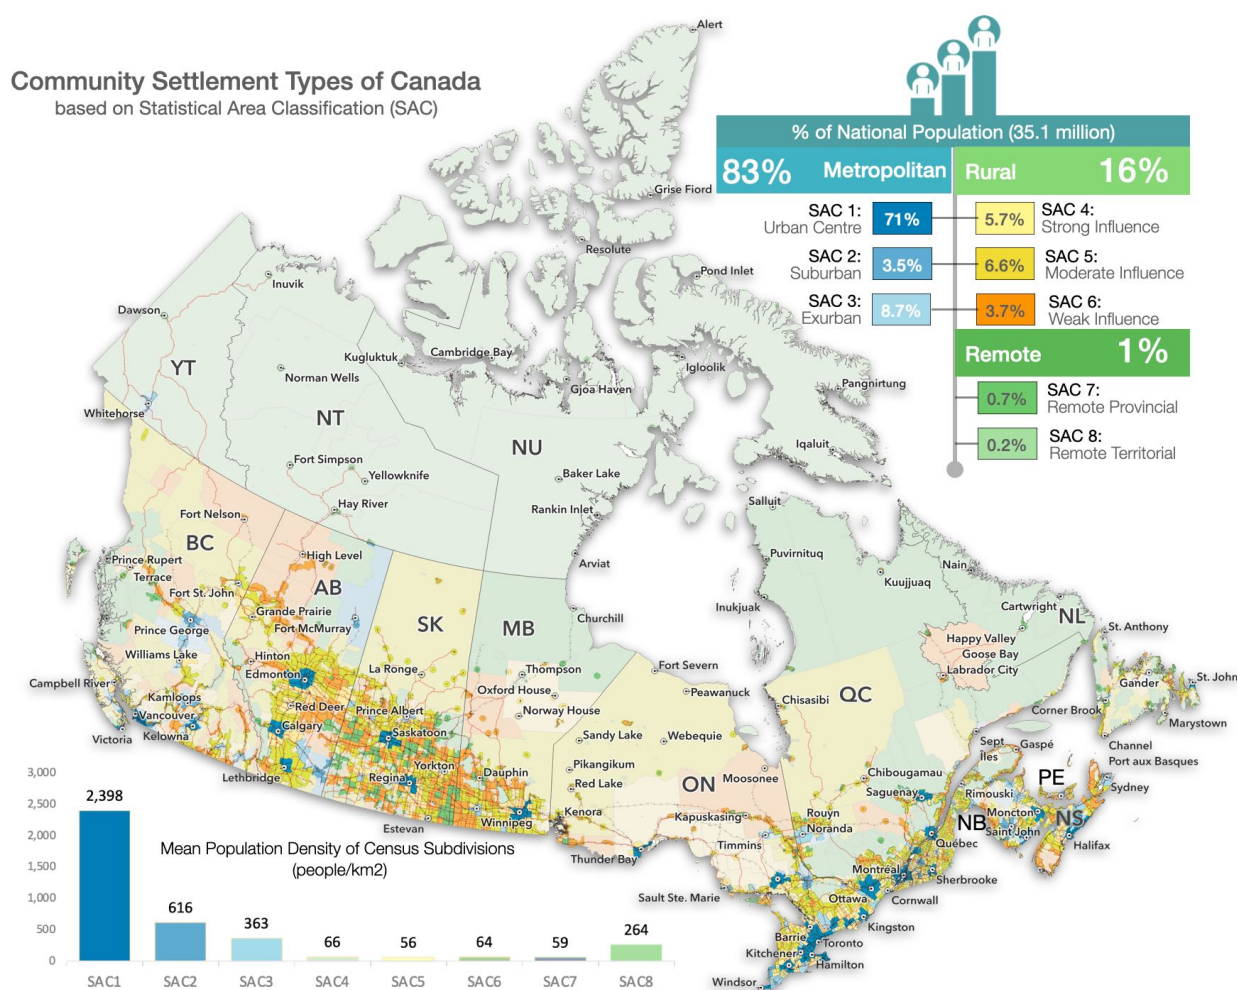 Community Settlement Types of Canada
based on Statistical Area Classification (SAC)
% of National Population (35.1 million)
83% Metropolitan
Rural 16%
SAC 1:
Urban Centre
71%
5.7%
SAC 4:
Strong Influence
SAC 2:
Suburban
3.5%
6.6%
SAC 5:
Moderate Influence
SAC 3:
Exurban
8.7%
3.7%
SAC 6:
Weak Influence
Remote 1%
0.7%
SAC 7:
Remote Provincial
0.2%
SAC 8:
Remote Territorial
Alert
Grise Fiord
Resolute
Pond Inlet
Inuvik
Dawson
YT
Kugluktuk
Cambridge Bay
Igloolik
Norman Wells
Gjoa Haven
Pangnirtung
Whitehorse
NT
NU
Iqaluit
Fort Simpson
Yellowknife
Baker Lake
Hay River
Rankin Inlet
Salluit
Fort Nelson
BC
High Level
Arviat
Puvirnituq
Prince Rupert
Terrace
Kuujjuaq
Nain
Fort St. John
AB
Grande Prairie
Inukjuak
Cartwright
NL
Prince George
Fort McMurray
SK
MB
Churchill
St. Anthony
Happy Valley
Goose Bay
Williams Lake
Hinton
Edmonton
La Ronge
Thompson
Fort Severn
Labrador City
Gander
St. John
Campbell River
Oxford House
Peawanuck
Chisasibi
QC
Kamloops
Red Deer
Prince Albert
Norway House
Corner Brook
Vancouver
Calgary
Saskatoon
Marystown
Victoria
Kelowna
Sandy Lake
Webequie
Sept
Îles
Gaspé
Channel
Port aux Basques
Yorkton
Dauphin
Pikangikum
Lethbridge
Regina
Red Lake
ON
Moosonee
Chibougamau
Saguenay
Rimouski
PE
Sydney
Estevan
Winnipeg
Kenora
Kapuskasing
Rouyn
Noranda
Moncton
NB
NS
Saint John
Thunder Bay
Timmins
Québec
Halifax
Montréal
Sherbrooke
Sault Ste. Marie
Ottawa
Cornwall
Kingston
Barrie
Toronto
Kitchener
Hamilton
Windsor
Mean Population Density of Census Subdivisions
(people/km2)
3,000
2,500
2,000
1,500
1,000
500
0
2,398
616
363
66
56
64
59
264
SAC1 SAC2 SAC3 SAC4 SAC5 SAC6 SAC7 SAC8